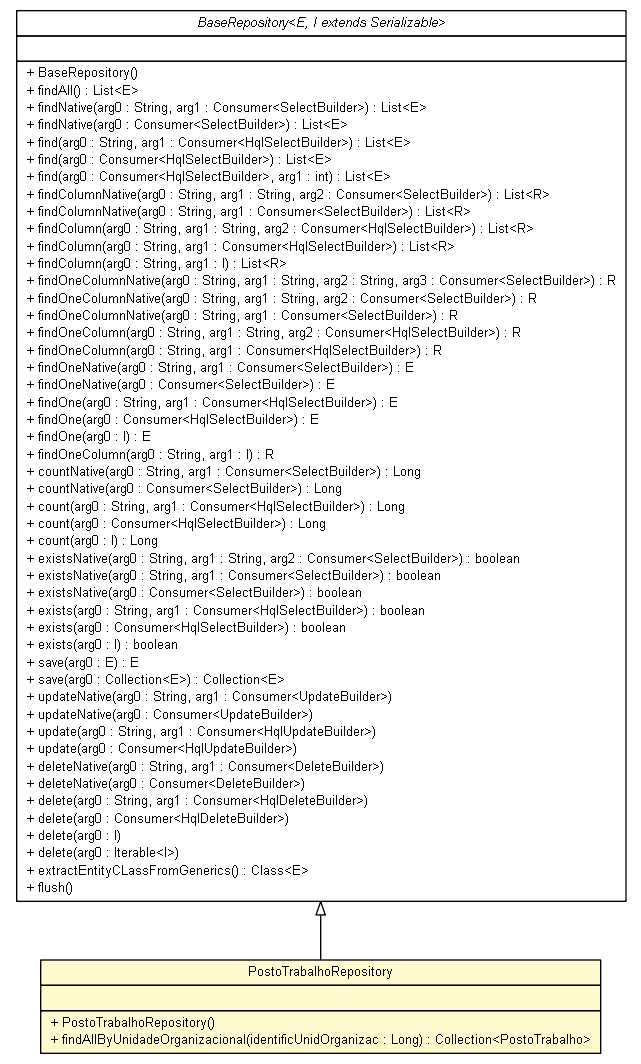 BaseRepository<E, I extends Serializable>
+ BaseRepository()
+ findAll() : List<E>
+ findNative(arg0 : String, arg1 : Consumer<SelectBuilder>) : List<E>
+ findNative(arg0 : Consumer<SelectBuilder>) : List<E>
+ find(arg0 : String, arg1 : Consumer<HqlSelectBuilder>) : List<E>
+ find(arg0 : Consumer<HqlSelectBuilder>) : List<E>
+ find(arg0 : Consumer<HqlSelectBuilder>, arg1 : int) : List<E>
+ findColumnNative(arg0 : String, arg1 : String, arg2 : Consumer<SelectBuilder>) : List<R>
+ findColumnNative(arg0 : String, arg1 : Consumer<SelectBuilder>) : List<R>
+ findColumn(arg0 : String, arg1 : String, arg2 : Consumer<HqlSelectBuilder>) : List<R>
+ findColumn(arg0 : String, arg1 : Consumer<HqlSelectBuilder>) : List<R>
+ findColumn(arg0 : String, arg1 : I) : List<R>
+ findOneColumnNative(arg0 : String, arg1 : String, arg2 : String, arg3 : Consumer<SelectBuilder>) : R
+ findOneColumnNative(arg0 : String, arg1 : String, arg2 : Consumer<SelectBuilder>) : R
+ findOneColumnNative(arg0 : String, arg1 : Consumer<SelectBuilder>) : R
+ findOneColumn(arg0 : String, arg1 : String, arg2 : Consumer<HqlSelectBuilder>) : R
+ findOneColumn(arg0 : String, arg1 : Consumer<HqlSelectBuilder>) : R
+ findOneNative(arg0 : String, arg1 : Consumer<SelectBuilder>) : E
+ findOneNative(arg0 : Consumer<SelectBuilder>) : E
+ findOne(arg0 : String, arg1 : Consumer<HqlSelectBuilder>) : E
+ findOne(arg0 : Consumer<HqlSelectBuilder>) : E
+ findOne(arg0 : I) : E
+ findOneColumn(arg0 : String, arg1 : I) : R
+ countNative(arg0 : String, arg1 : Consumer<SelectBuilder>) : Long
+ countNative(arg0 : Consumer<SelectBuilder>) : Long
+ count(arg0 : String, arg1 : Consumer<HqlSelectBuilder>) : Long
+ count(arg0 : Consumer<HqlSelectBuilder>) : Long
+ count(arg0 : I) : Long
+ existsNative(arg0 : String, arg1 : String, arg2 : Consumer<SelectBuilder>) : boolean
+ existsNative(arg0 : String, arg1 : Consumer<SelectBuilder>) : boolean
+ existsNative(arg0 : Consumer<SelectBuilder>) : boolean
+ exists(arg0 : String, arg1 : Consumer<HqlSelectBuilder>) : boolean
+ exists(arg0 : Consumer<HqlSelectBuilder>) : boolean
+ exists(arg0 : I) : boolean
+ save(arg0 : E) : E
+ save(arg0 : Collection<E>) : Collection<E>
+ updateNative(arg0 : String, arg1 : Consumer<UpdateBuilder>)
+ updateNative(arg0 : Consumer<UpdateBuilder>)
+ update(arg0 : String, arg1 : Consumer<HqlUpdateBuilder>)
+ update(arg0 : Consumer<HqlUpdateBuilder>)
+ deleteNative(arg0 : String, arg1 : Consumer<DeleteBuilder>)
+ deleteNative(arg0 : Consumer<DeleteBuilder>)
+ delete(arg0 : String, arg1 : Consumer<HqlDeleteBuilder>)
+ delete(arg0 : Consumer<HqlDeleteBuilder>)
+ delete(arg0 : I)
+ delete(arg0 : Iterable<I>)
+ extractEntityCLassFromGenerics() : Class<E>
+ flush()
PostoTrabalhoRepository
+ PostoTrabalhoRepository()
+ findAllByUnidadeOrganizacional(identificUnidOrganizac : Long) : Collection<PostoTrabalho>